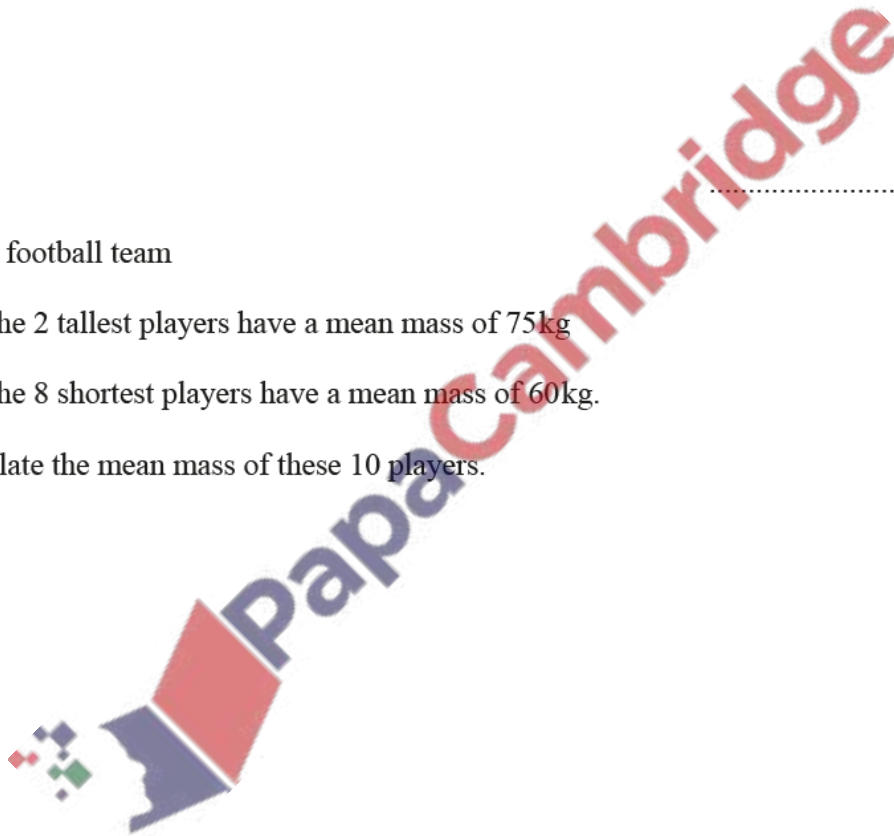 football team
he 2 tallest players have a mean mass of 75kg
he 8 shortest players have a mean mass of 60kg.
late the mean mass of these 10 players.
PapaCambridge